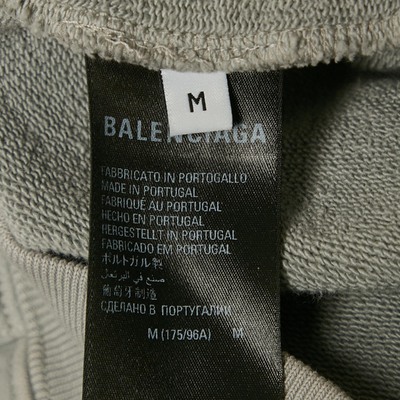 M
BALENCIAGA
FABBRICATO IN PORTOGALLO
MADE IN PORTUGAL
FABRIQUÉ AU PORTUGAL
HECHO EN PORTUGAL
HERGESTELLT IN PORTUGAL
FABRICADO EM PORTUGAL
ポルトガル製
صنع في البرتغال
葡萄牙制造
СДЕЛАНО В ПОРТУГАЛИИ
M (175/96A) M